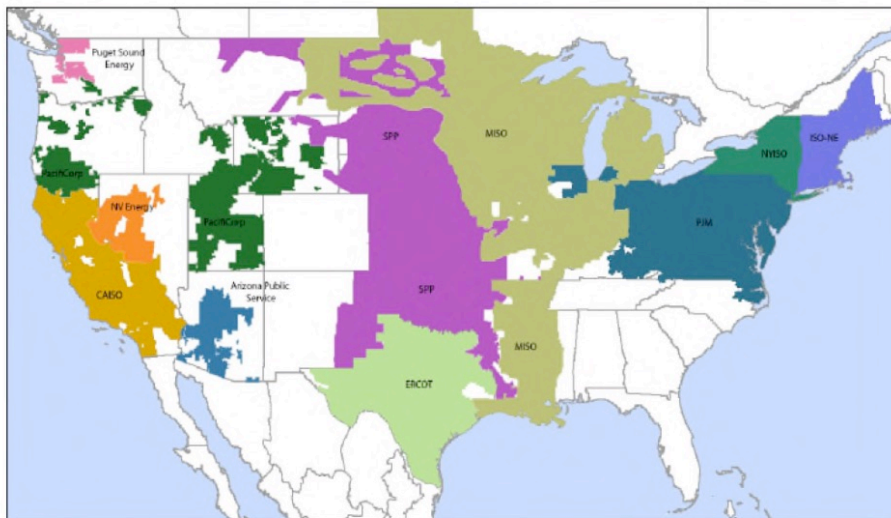 Puget Sound
Energy
PacifiCorp
NV Energy
CAISO
PacifiCorp
Arizona Public
Service
SPP
SPP
ERCOT
MISO
MISO
PJM
NYISO
ISO-NE